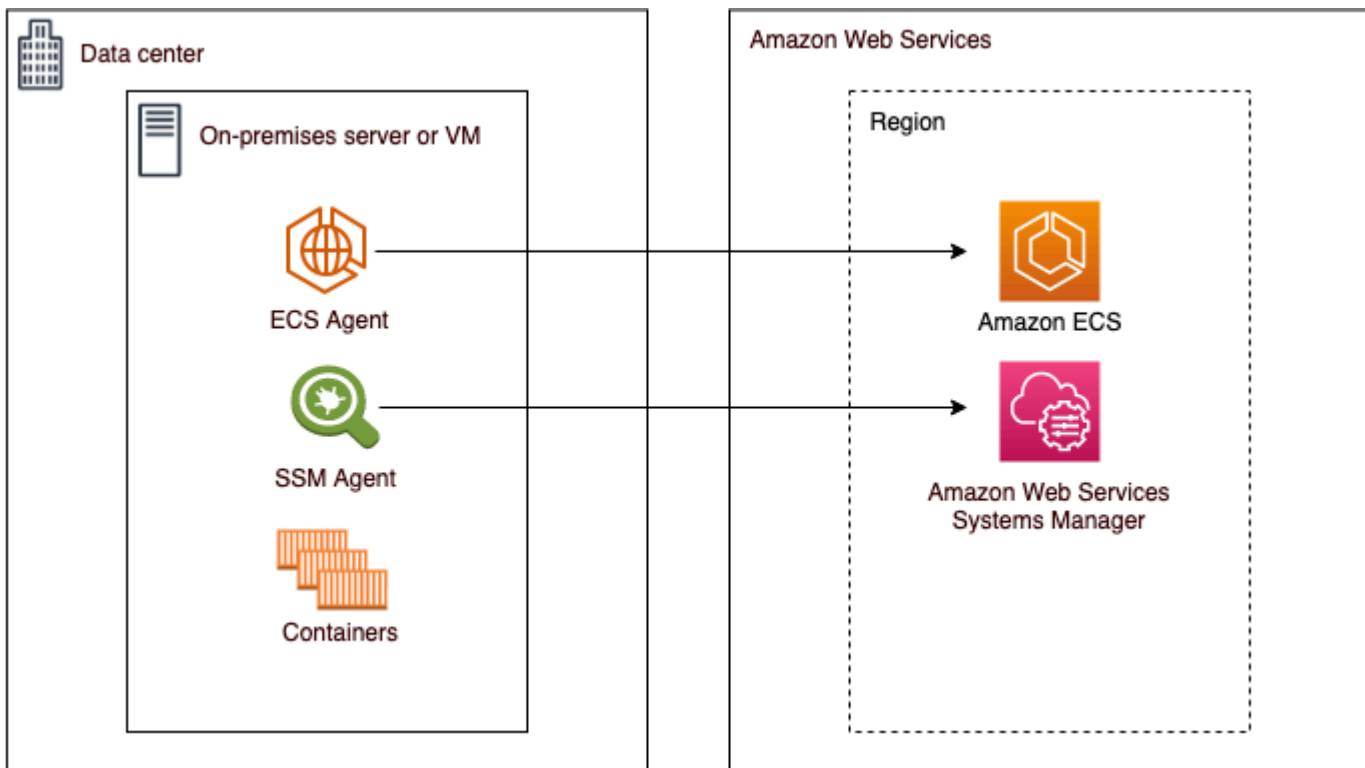 Data center
On-premises server or VM
ECS Agent
SSM Agent
Containers
Amazon Web Services
Region
Amazon ECS
Amazon Web Services
Systems Manager